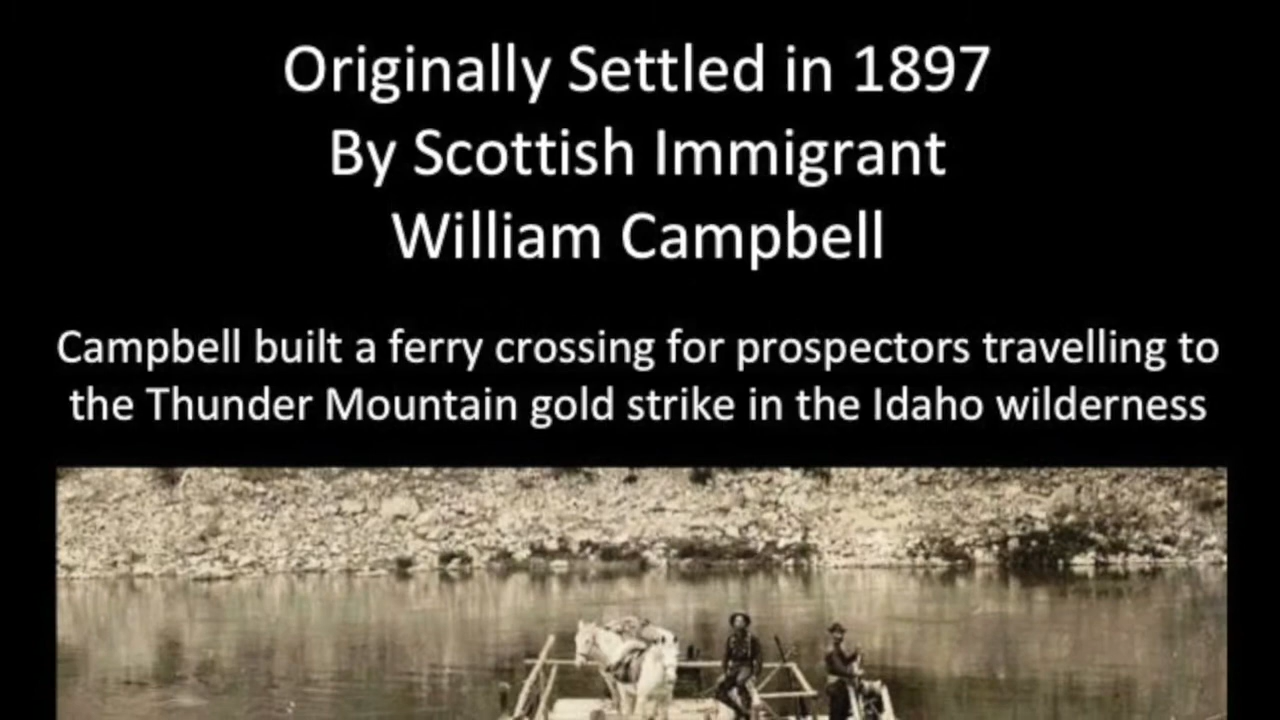 Originally Settled in 1897
By Scottish Immigrant
William Campbell
Campbell built a ferry crossing for prospectors travelling to
the Thunder Mountain gold strike in the Idaho wilderness